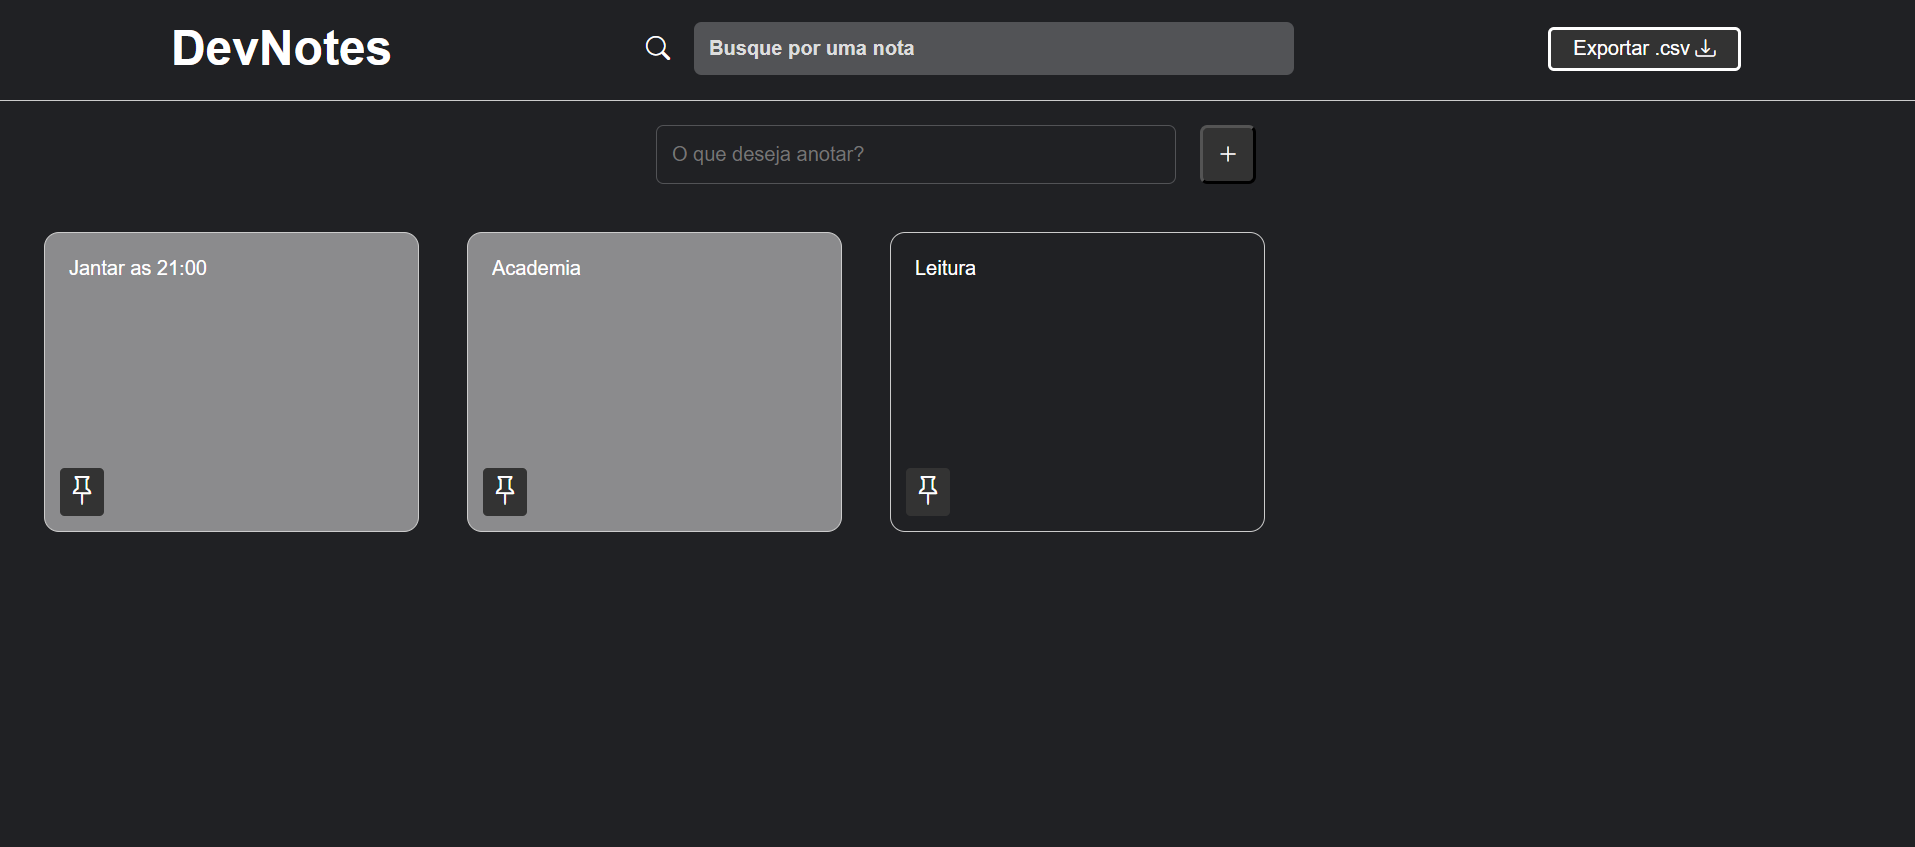 DevNotes
Busque por uma nota
Exportar .csv
O que deseja anotar?
+
Jantar as 21:00
Academia
Leitura